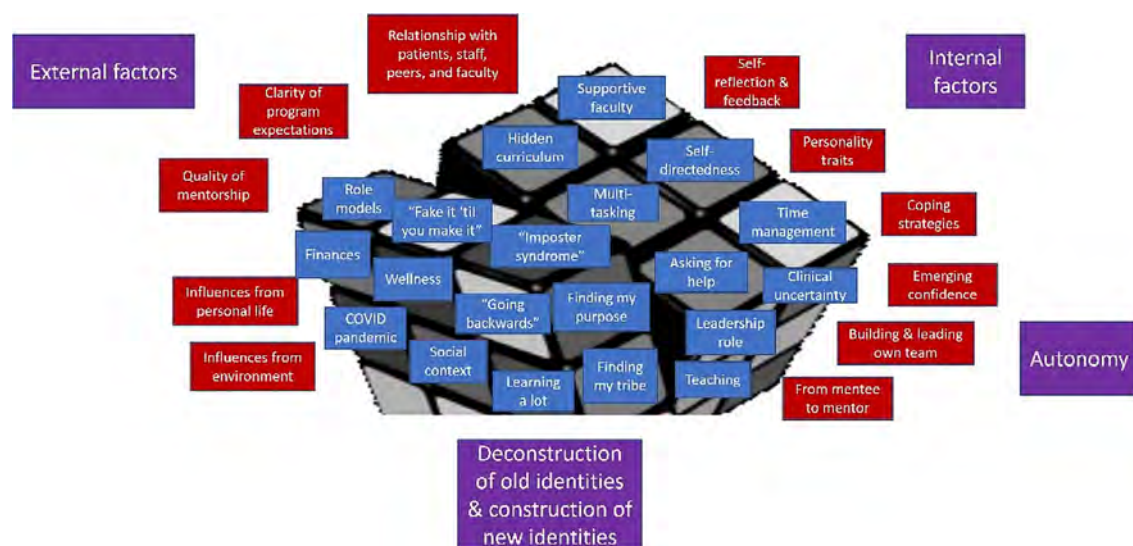 External factors
Relationship with
patients, staff,
peers, and faculty
Self-
reflection &
feedback
Internal
factors
Clarity of
program
expectations
Supportive
faculty
Hidden
curriculum
Self-
directedness
Personality
traits
Quality of
mentorship
Role
models
"Fake it 'til
you make it"
Multi-
tasking
Time
management
Coping
strategies
"Imposter
syndrome"
Finances
Wellness
Asking for
help
Clinical
uncertainty
Emerging
confidence
Influences from
personal life
"Going
backwards"
Finding my
purpose
COVID
pandemic
Leadership
role
Building & leading
own team
Autonomy
Influences from
environment
Social
context
Learning
a lot
Finding
my tribe
Teaching
From mentee
to mentor
Deconstruction
of old identities
& construction of
new identities